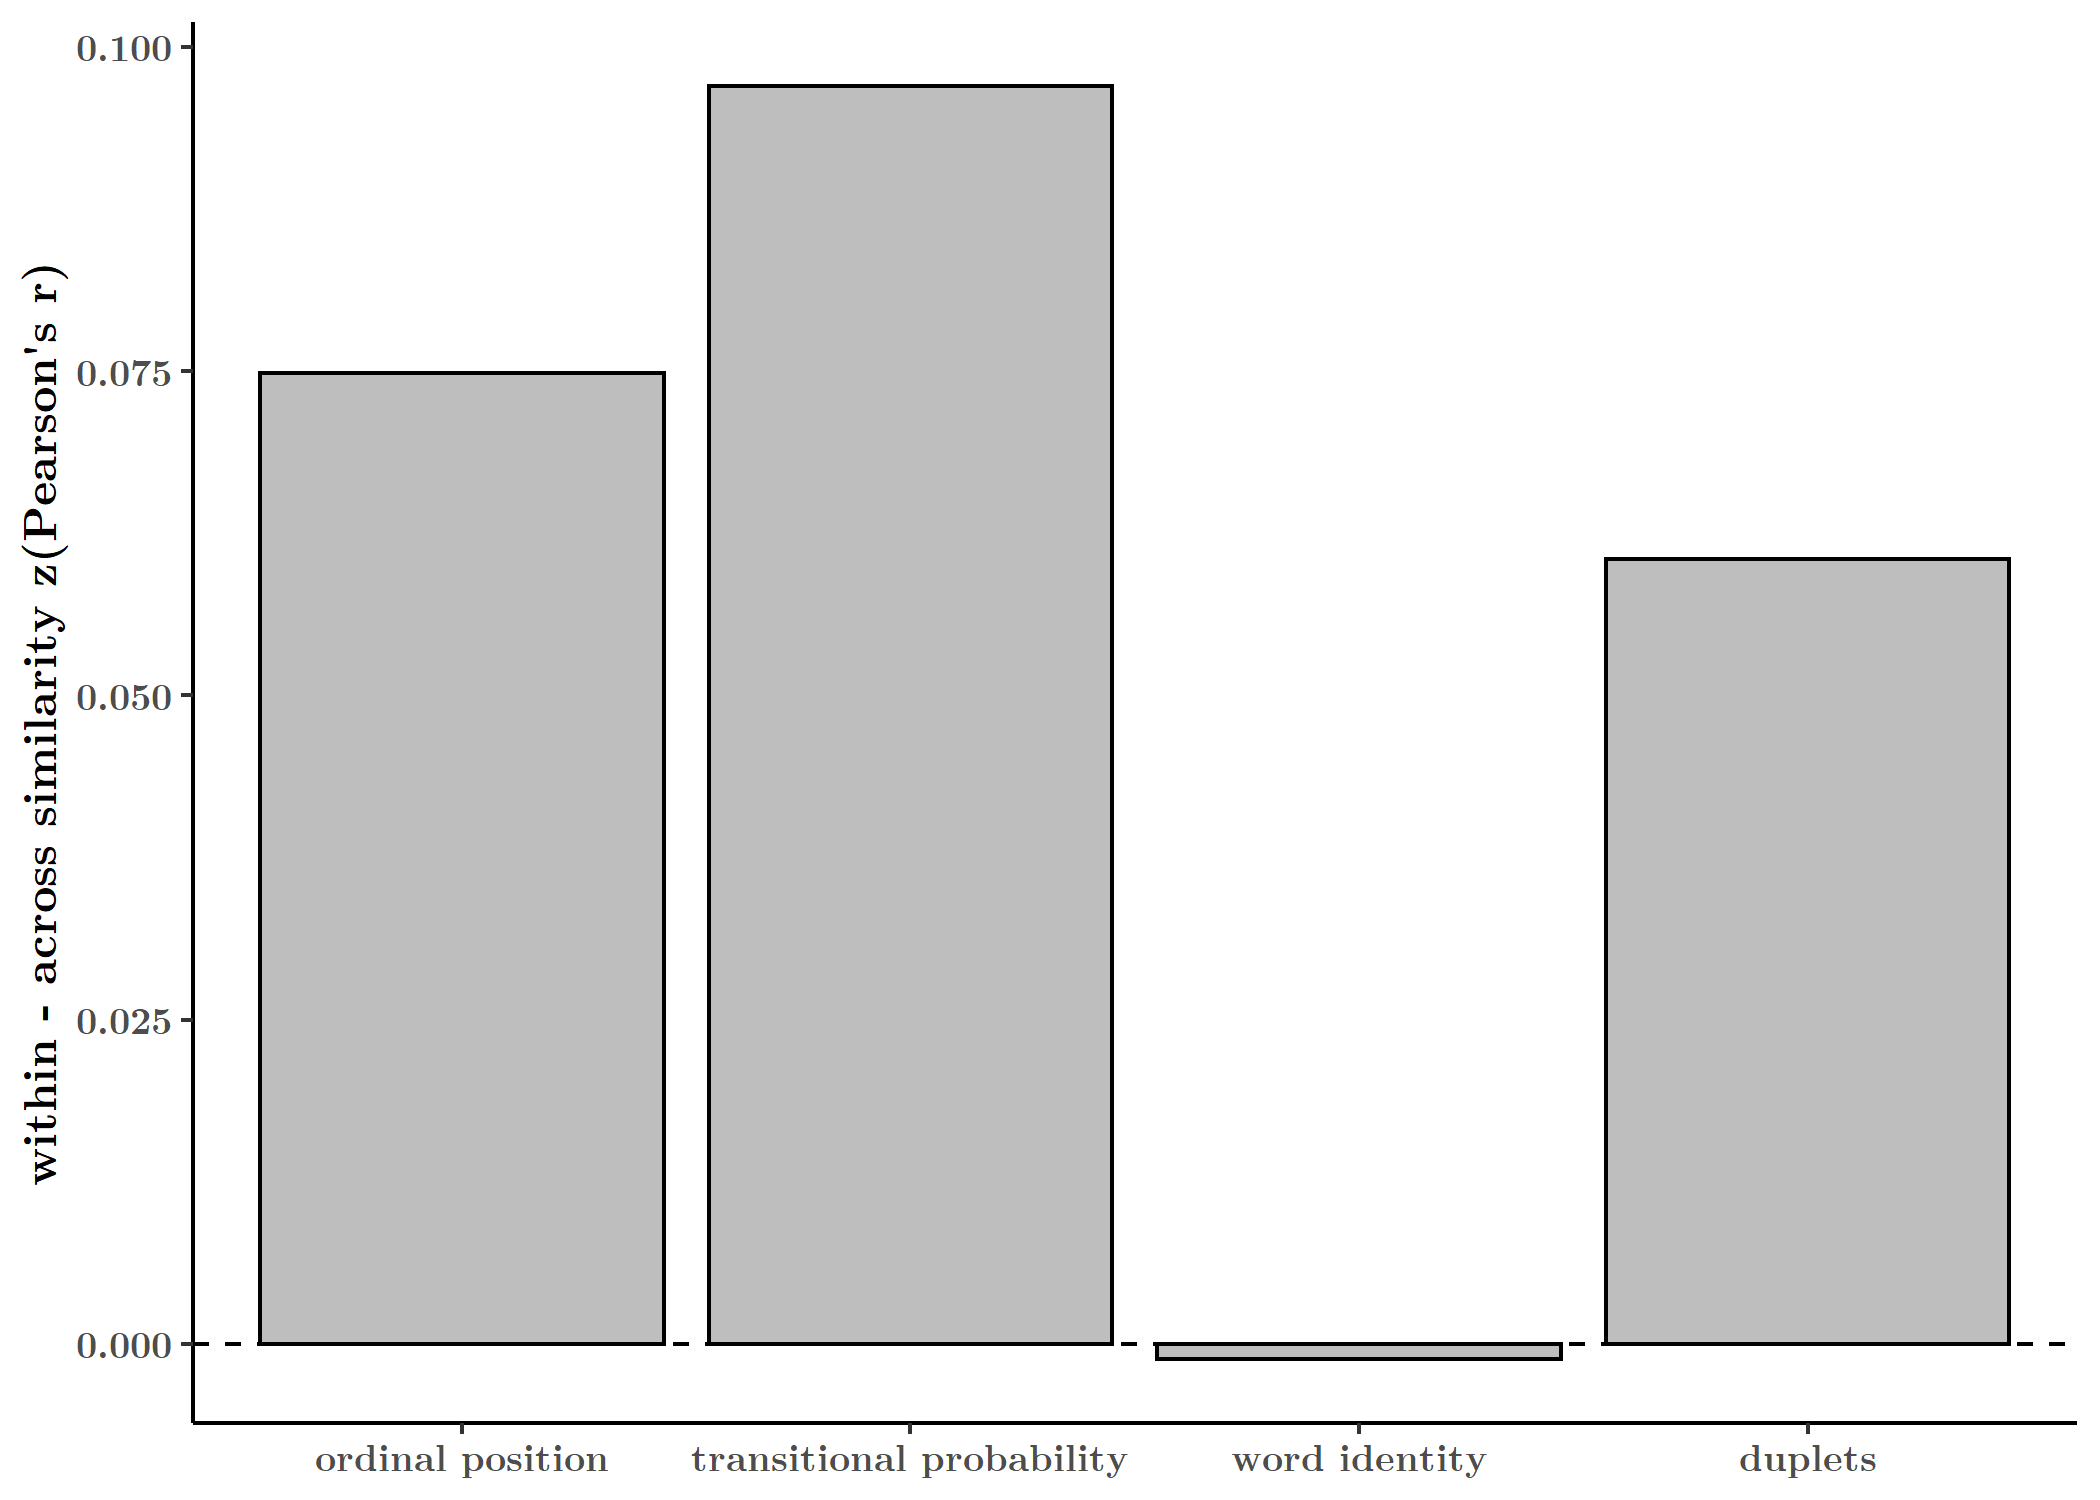 within - across similarity z(Pearson's r)
0.100
0.075
0.050
0.025
0.000
ordinal position
transitional probability
word identity
duplets